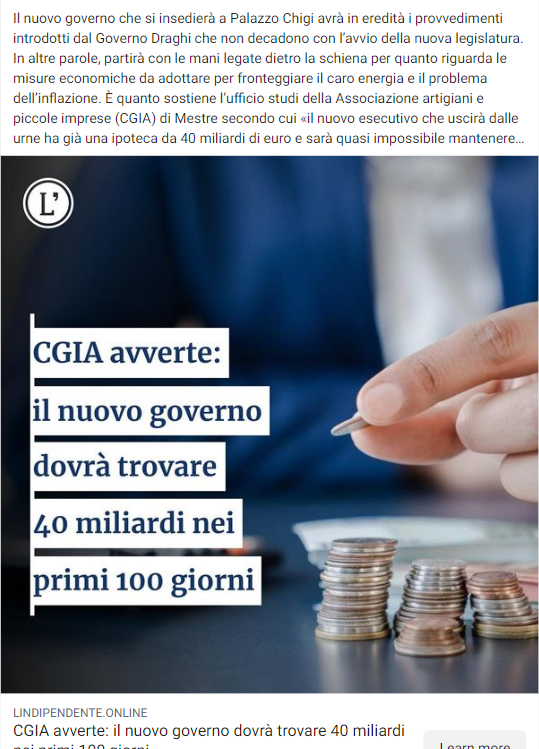 Il nuovo governo che si insedierà a Palazzo Chigi avrà in eredità i provvedimenti
introdotti dal Governo Draghi che non decadono con l'avvio della nuova legislatura.
In altre parole, partirà con le mani legate dietro la schiena per quanto riguarda le
misure economiche da adottare per fronteggiare il caro energia e il problema
dell'inflazione. È quanto sostiene l'ufficio studi della Associazione artigiani e
piccole imprese (CGIA) di Mestre secondo cui «il nuovo esecutivo che uscirà dalle
urne ha già una ipoteca da 40 miliardi di euro e sarà quasi impossibile mantenere...
L'
CGIA avverte:
il nuovo governo
dovrà trovare
40 miliardi nei
primi 100 giorni
LINDIPENDENTE.ONLINE
CGIA avverte: il nuovo governo dovrà trovare 40 miliardi
nei primi 100 giorni
Learn more